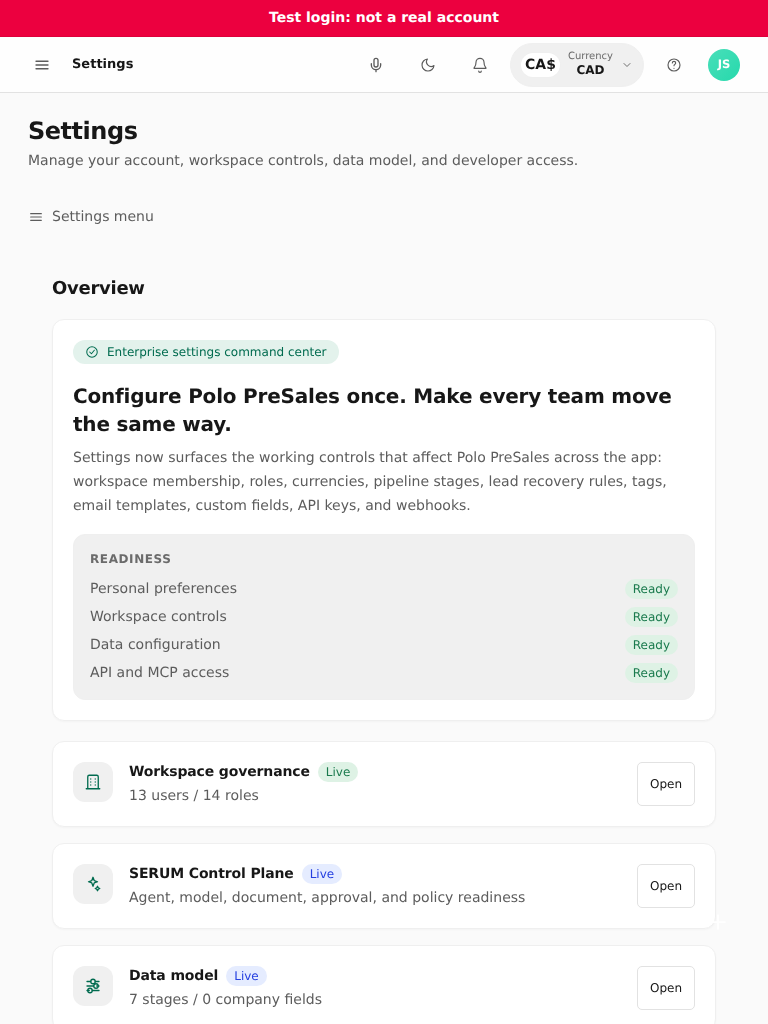 Test login: not a real account
Settings
CA$
Currency
CAD
JS
Settings
Manage your account, workspace controls, data model, and developer access.
Settings menu
Overview
Enterprise settings command center
Configure Polo PreSales once. Make every team move
the same way.
Settings now surfaces the working controls that affect Polo PreSales across the app:
workspace membership, roles, currencies, pipeline stages, lead recovery rules, tags,
email templates, custom fields, API keys, and webhooks.
READINESS
Personal preferences Ready
Workspace controls Ready
Data configuration Ready
API and MCP access Ready
Workspace governance Live
13 users / 14 roles
Open
SERUM Control Plane Live
Agent, model, document, approval, and policy readiness
Open
Data model Live
7 stages / 0 company fields
Open